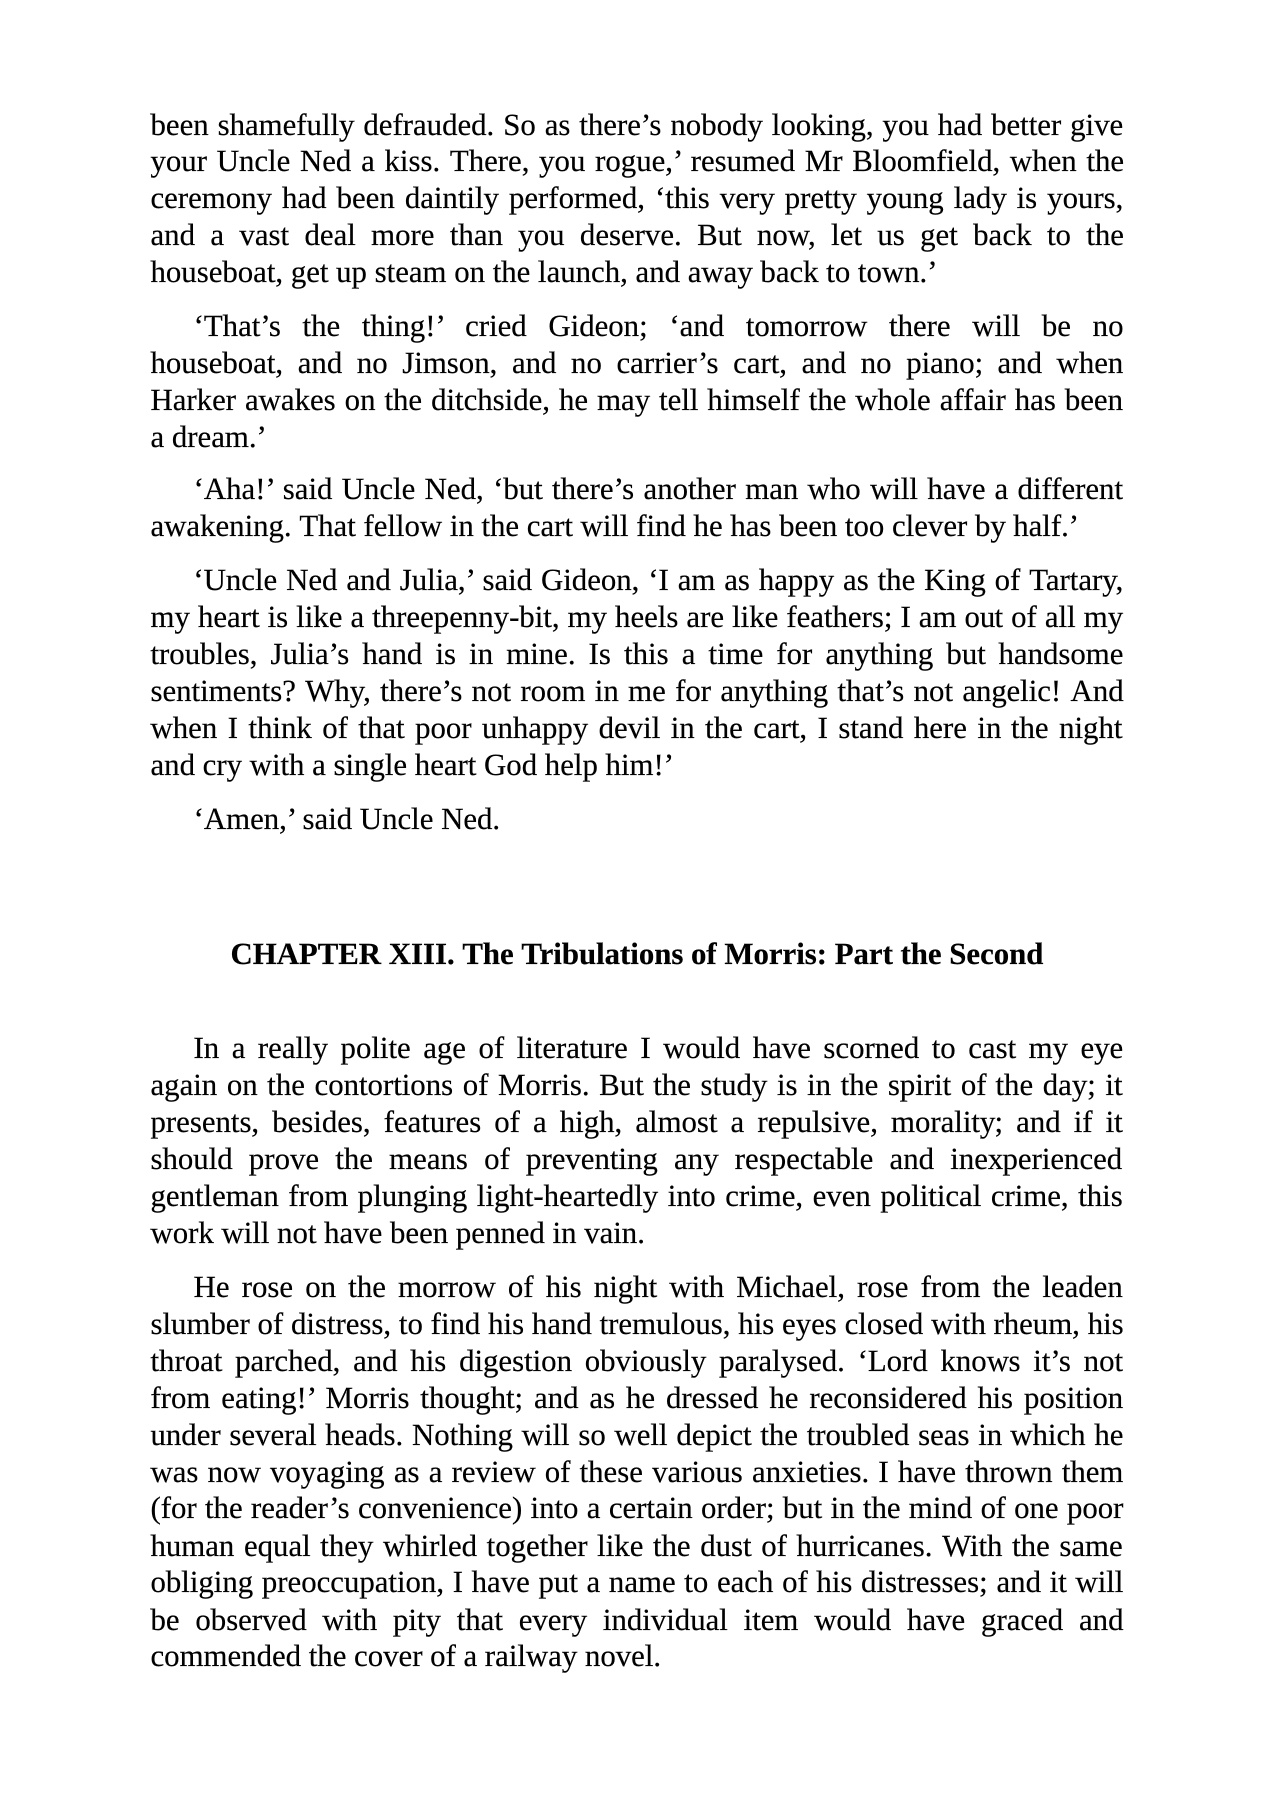 been shamefully defrauded. So as there’s nobody looking, you had better give
your Uncle Ned a kiss. There, you rogue,’ resumed Mr Bloomfield, when the
ceremony had been daintily performed, ‘this very pretty young lady is yours,
and a vast deal more than you deserve. But now, let us get back to the
houseboat, get up steam on the launch, and away back to town.’
‘That’s the thing!’ cried Gideon; ‘and tomorrow there will be no
houseboat, and no Jimson, and no carrier’s cart, and no piano; and when
Harker awakes on the ditchside, he may tell himself the whole affair has been
a dream.’
‘Aha!’ said Uncle Ned, ‘but there’s another man who will have a different
awakening. That fellow in the cart will find he has been too clever by half.’
‘Uncle Ned and Julia,’ said Gideon, ‘I am as happy as the King of Tartary,
my heart is like a threepenny-bit, my heels are like feathers; I am out of all my
troubles, Julia’s hand is in mine. Is this a time for anything but handsome
sentiments? Why, there’s not room in me for anything that’s not angelic! And
when I think of that poor unhappy devil in the cart, I stand here in the night
and cry with a single heart God help him!’
‘Amen,’ said Uncle Ned.
CHAPTER XIII. The Tribulations of Morris: Part the Second
In a really polite age of literature I would have scorned to cast my eye
again on the contortions of Morris. But the study is in the spirit of the day; it
presents, besides, features of a high, almost a repulsive, morality; and if it
should prove the means of preventing any respectable and inexperienced
gentleman from plunging light-heartedly into crime, even political crime, this
work will not have been penned in vain.
He rose on the morrow of his night with Michael, rose from the leaden
slumber of distress, to find his hand tremulous, his eyes closed with rheum, his
throat parched, and his digestion obviously paralysed. ‘Lord knows it’s not
from eating!’ Morris thought; and as he dressed he reconsidered his position
under several heads. Nothing will so well depict the troubled seas in which he
was now voyaging as a review of these various anxieties. I have thrown them
(for the reader’s convenience) into a certain order; but in the mind of one poor
human equal they whirled together like the dust of hurricanes. With the same
obliging preoccupation, I have put a name to each of his distresses; and it will
be observed with pity that every individual item would have graced and
commended the cover of a railway novel.